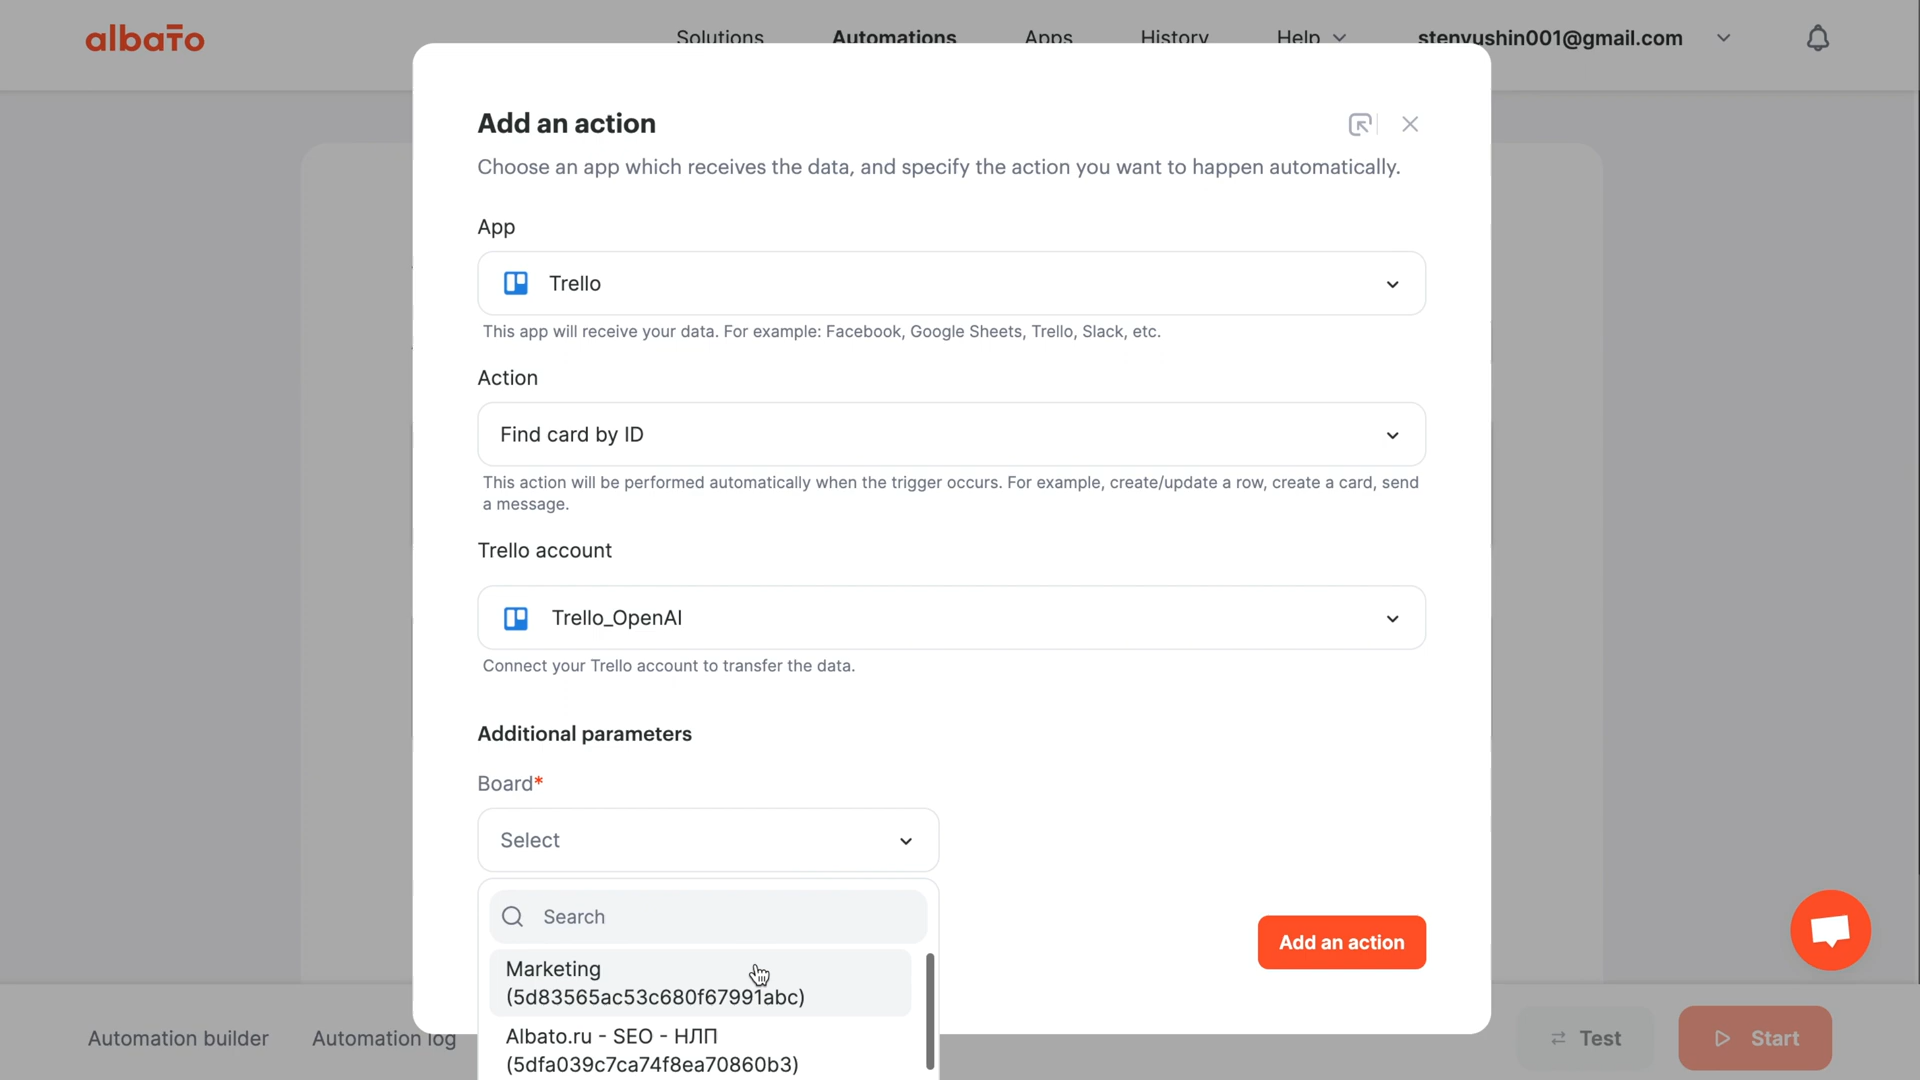 albato
Solutions
Automations
Apps
History
Help
stenyushin001@gmail.com
Add an action
Choose an app which receives the data, and specify the action you want to happen automatically.
App
Trello
This app will receive your data. For example: Facebook, Google Sheets, Trello, Slack, etc.
Action
Find card by ID
This action will be performed automatically when the trigger occurs. For example, create/update a row, create a card, send
a message.
Trello account
Trello_OpenAI
Connect your Trello account to transfer the data.
Additional parameters
Board*
Select
Search
Marketing
(5d83565ac53c680f67991abc)
Albato.ru - SEO - НЛП
(5dfa039c7ca74f8ea70860b3)
Add an action
Automation builder
Automation log
Test
Start